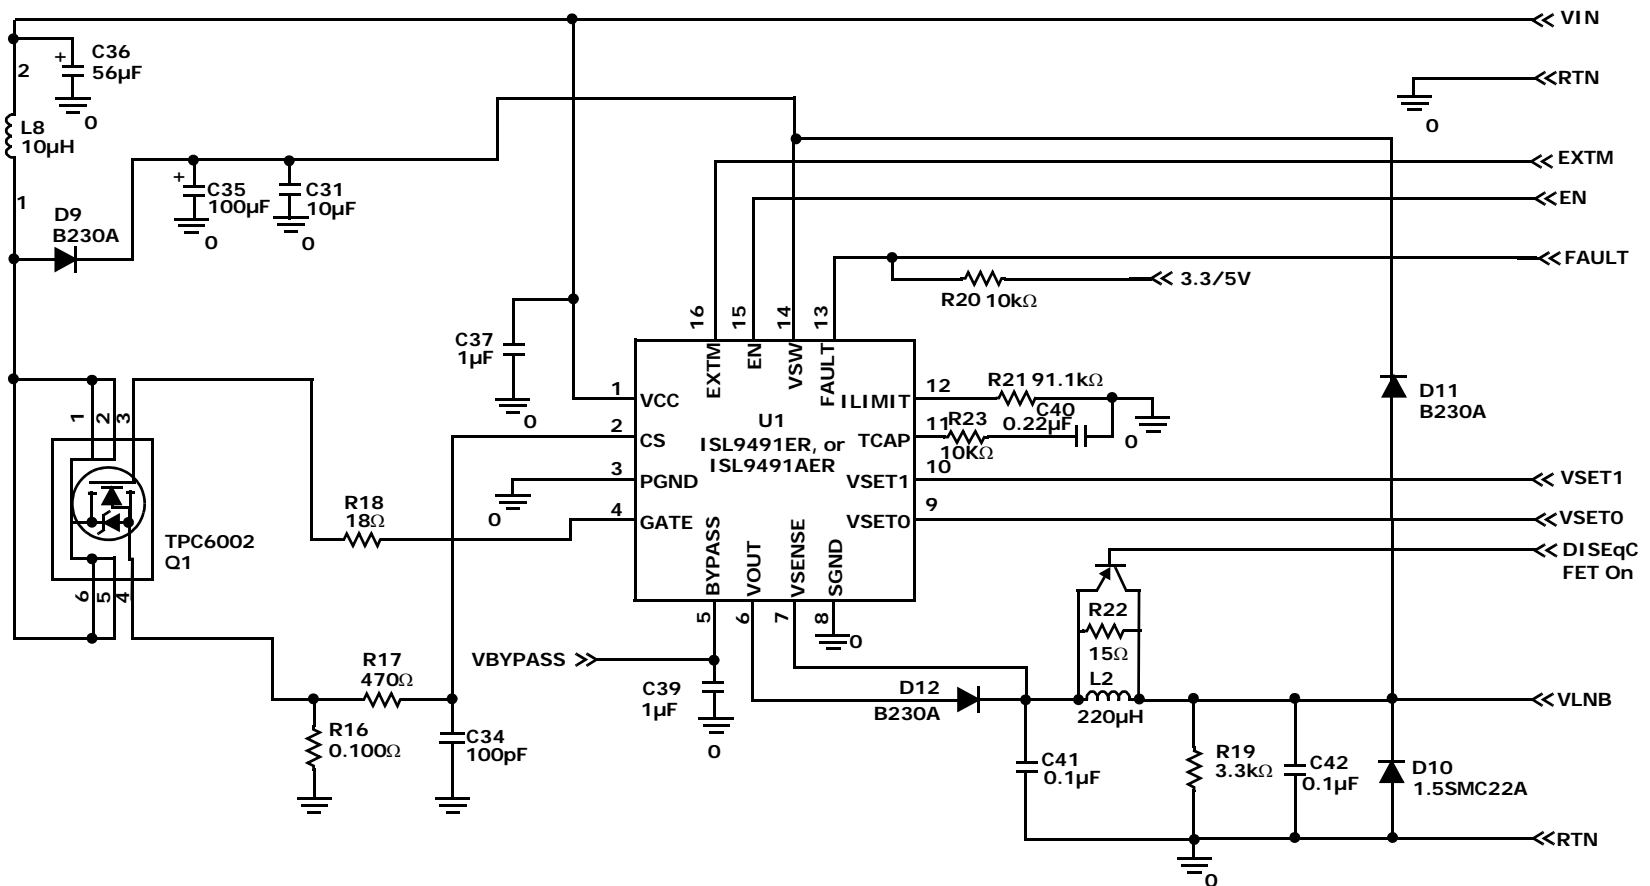 VIN
C36
56µF
+
2
RTN
0
L8
10µH
0
EXTM
+
C35
100µF
C31
10µF
1
EN
D9
B230A
0
0
FAULT
3.3/5V
R20 10kΩ
16
15
14
13
C37
1µF
EXTM
EN
VSW
FAULT
1
VCC
ILIMIT
12
R21 91.1kΩ
D11
B230A
C40
0.22µF
0
1
2
3
U1
ISL9491ER, or
ISL9491AER
2
CS
TCAP
11
R23
10KΩ
0
3
PGND
VSET1
10
VSET1
R18
18Ω
0
4
GATE
VSET0
9
VSET0
TPC6002
Q1
BYPASS
VOUT
VSENSE
SGND
DISEqC
FET On
6
5
4
5
6
7
8
0
R22
15Ω
R17
470Ω
VBYPASS
C39
1µF
D12
B230A
L2
220µH
VLNB
R16
0.100Ω
C34
100pF
0
C41
0.1µF
R19
3.3kΩ
C42
0.1µF
D10
1.5SMC22A
RTN
0